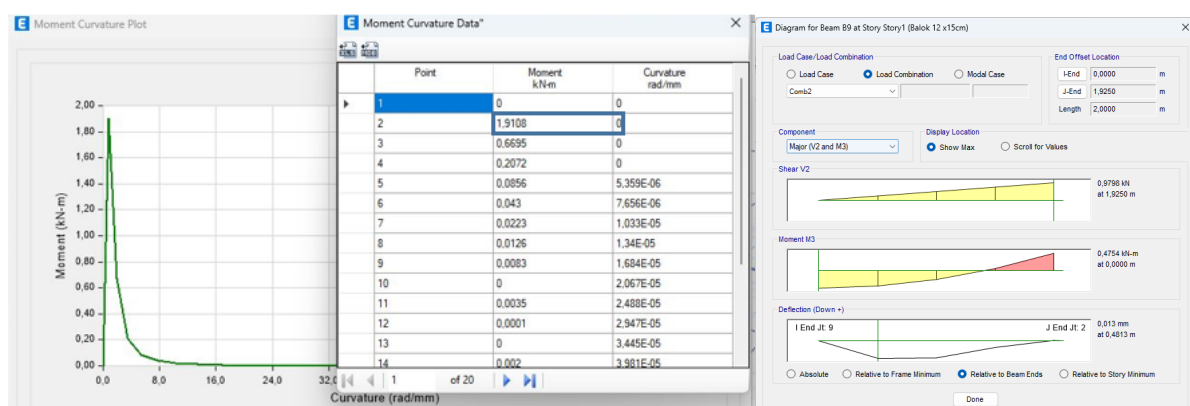 E Moment Curvature Plot
2,00
1,80
1,60
1,40
1,20
1,00
0,80
0,60
0,40
0,20
0,00
Moment (kN-m)
0,0 8,0 16,0 24,0 32,0
Curvature (rad/mm)
E Moment Curvature Data"
XLS MDB
Point Moment kN-m Curvature rad/mm
1 0 0
2 1,9108 0
3 0,6695 0
4 0,2072 0
5 0,0856 5,359E-06
6 0,043 7,656E-06
7 0,0223 1,033E-05
8 0,0126 1,34E-05
9 0,0083 1,684E-05
10 0 2,067E-05
11 0,0035 2,488E-05
12 0,0001 2,947E-05
13 0 3,445E-05
14 0,002 3,981E-05
1 of 20
E Diagram for Beam B9 at Story Story1 (Balok 12 x15cm)
Load Case/Load Combination
Load Case Load Combination Modal Case
Comb2
End Offset Location
I-End 0,0000 m
J-End 1,9250 m
Length 2,0000 m
Component
Major (V2 and M3)
Display Location
Show Max Scroll for Values
Shear V2
0,9798 kN
at 1,9250 m
Moment M3
0,4754 kN-m
at 0,0000 m
Deflection (Down +)
I End Jt: 9 J End Jt: 2
0,013 mm
at 0,4813 m
Absolute Relative to Frame Minimum Relative to Beam Ends Relative to Story Minimum
Done